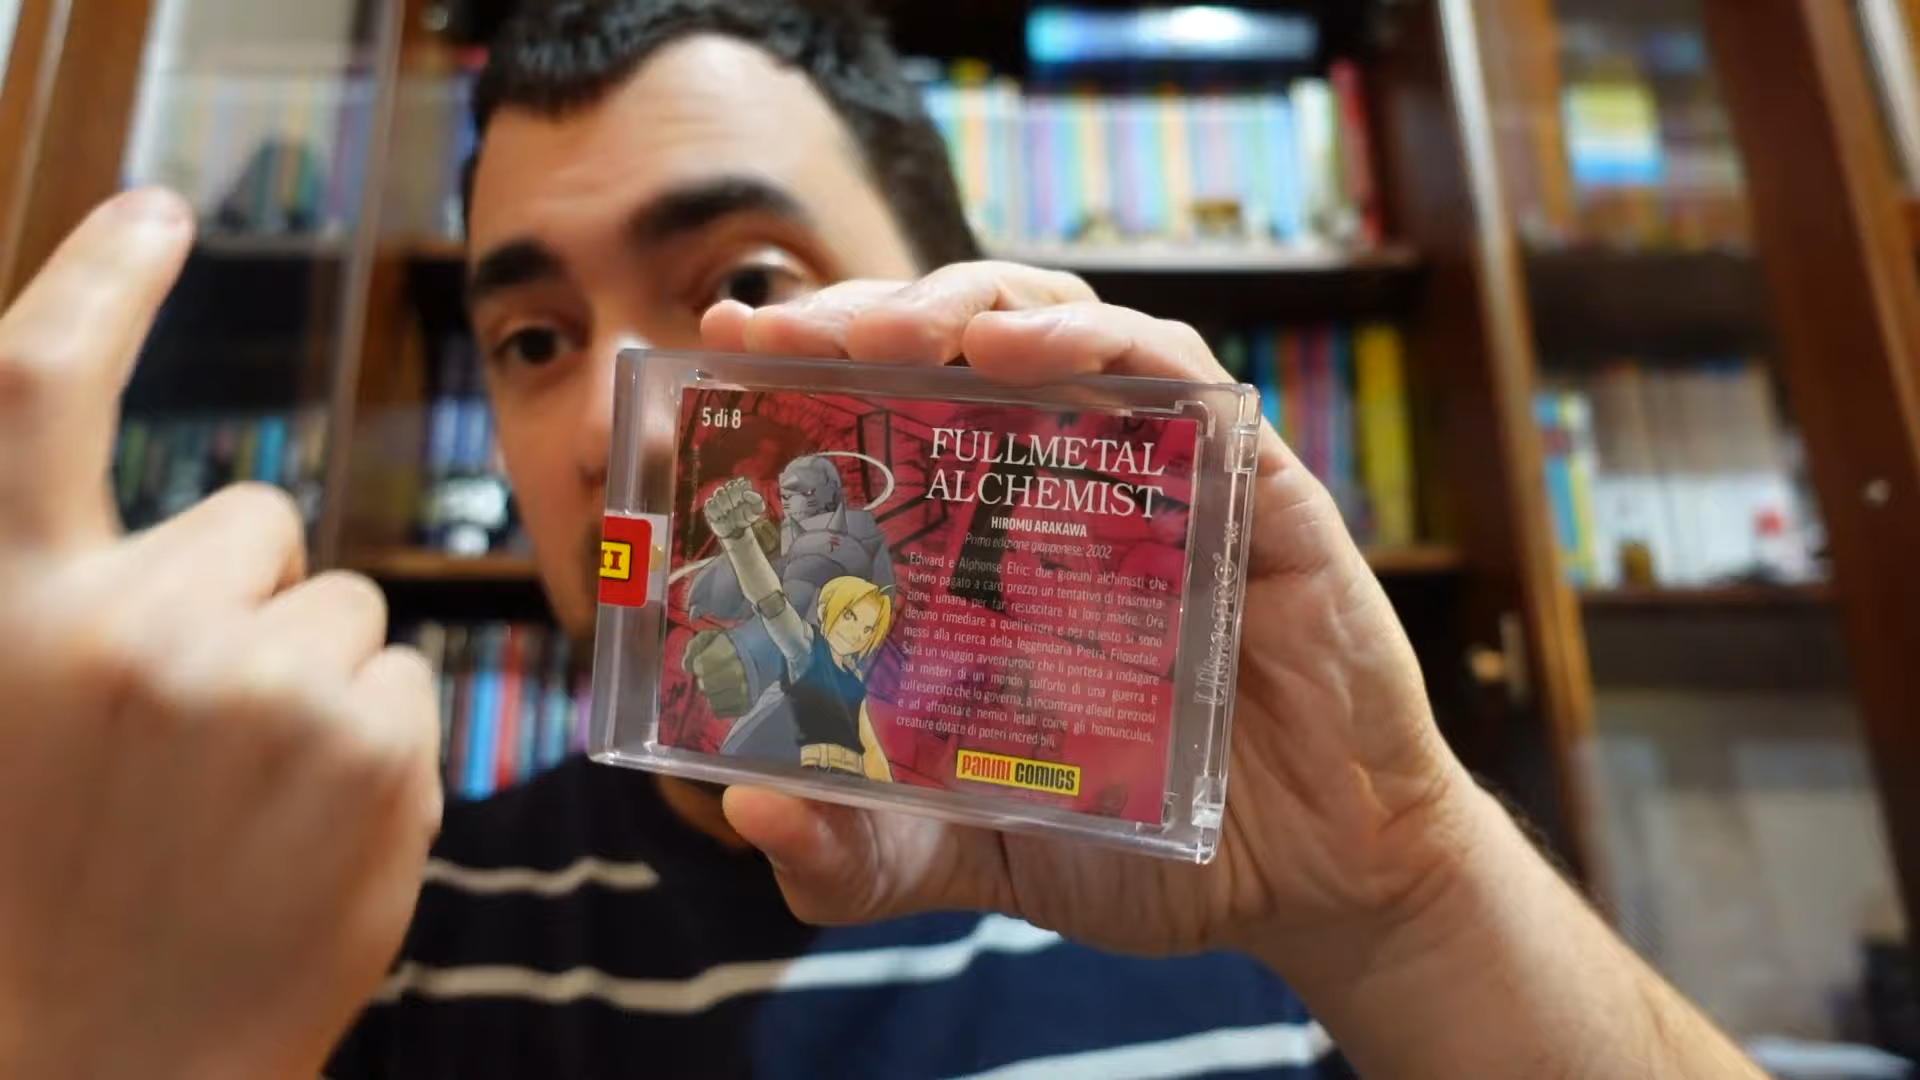 5 di 8
FULLMETAL
ALCHEMIST
HIROMU ARAKAWA
Prima edizione giapponese: 2002
Edward e Alphonse Elric: due giovani alchimisti che
hanno pagato a caro prezzo un tentativo di trasmuta-
zione umana per far resuscitare la loro madre. Ora
devono rimediare a quell'errore e per questo si sono
messi alla ricerca della leggendaria Pietra Filosofale.
Sarà un viaggio avventuroso che li porterà a indagare
sui misteri di un mondo sull'orlo di una guerra e
sull'esercito che lo governa, a incontrare alleati preziosi
e ad affrontare nemici letali come gli homunculus,
creature dotate di poteri incredibili.
PANINI COMICS
ULTRA·PRO